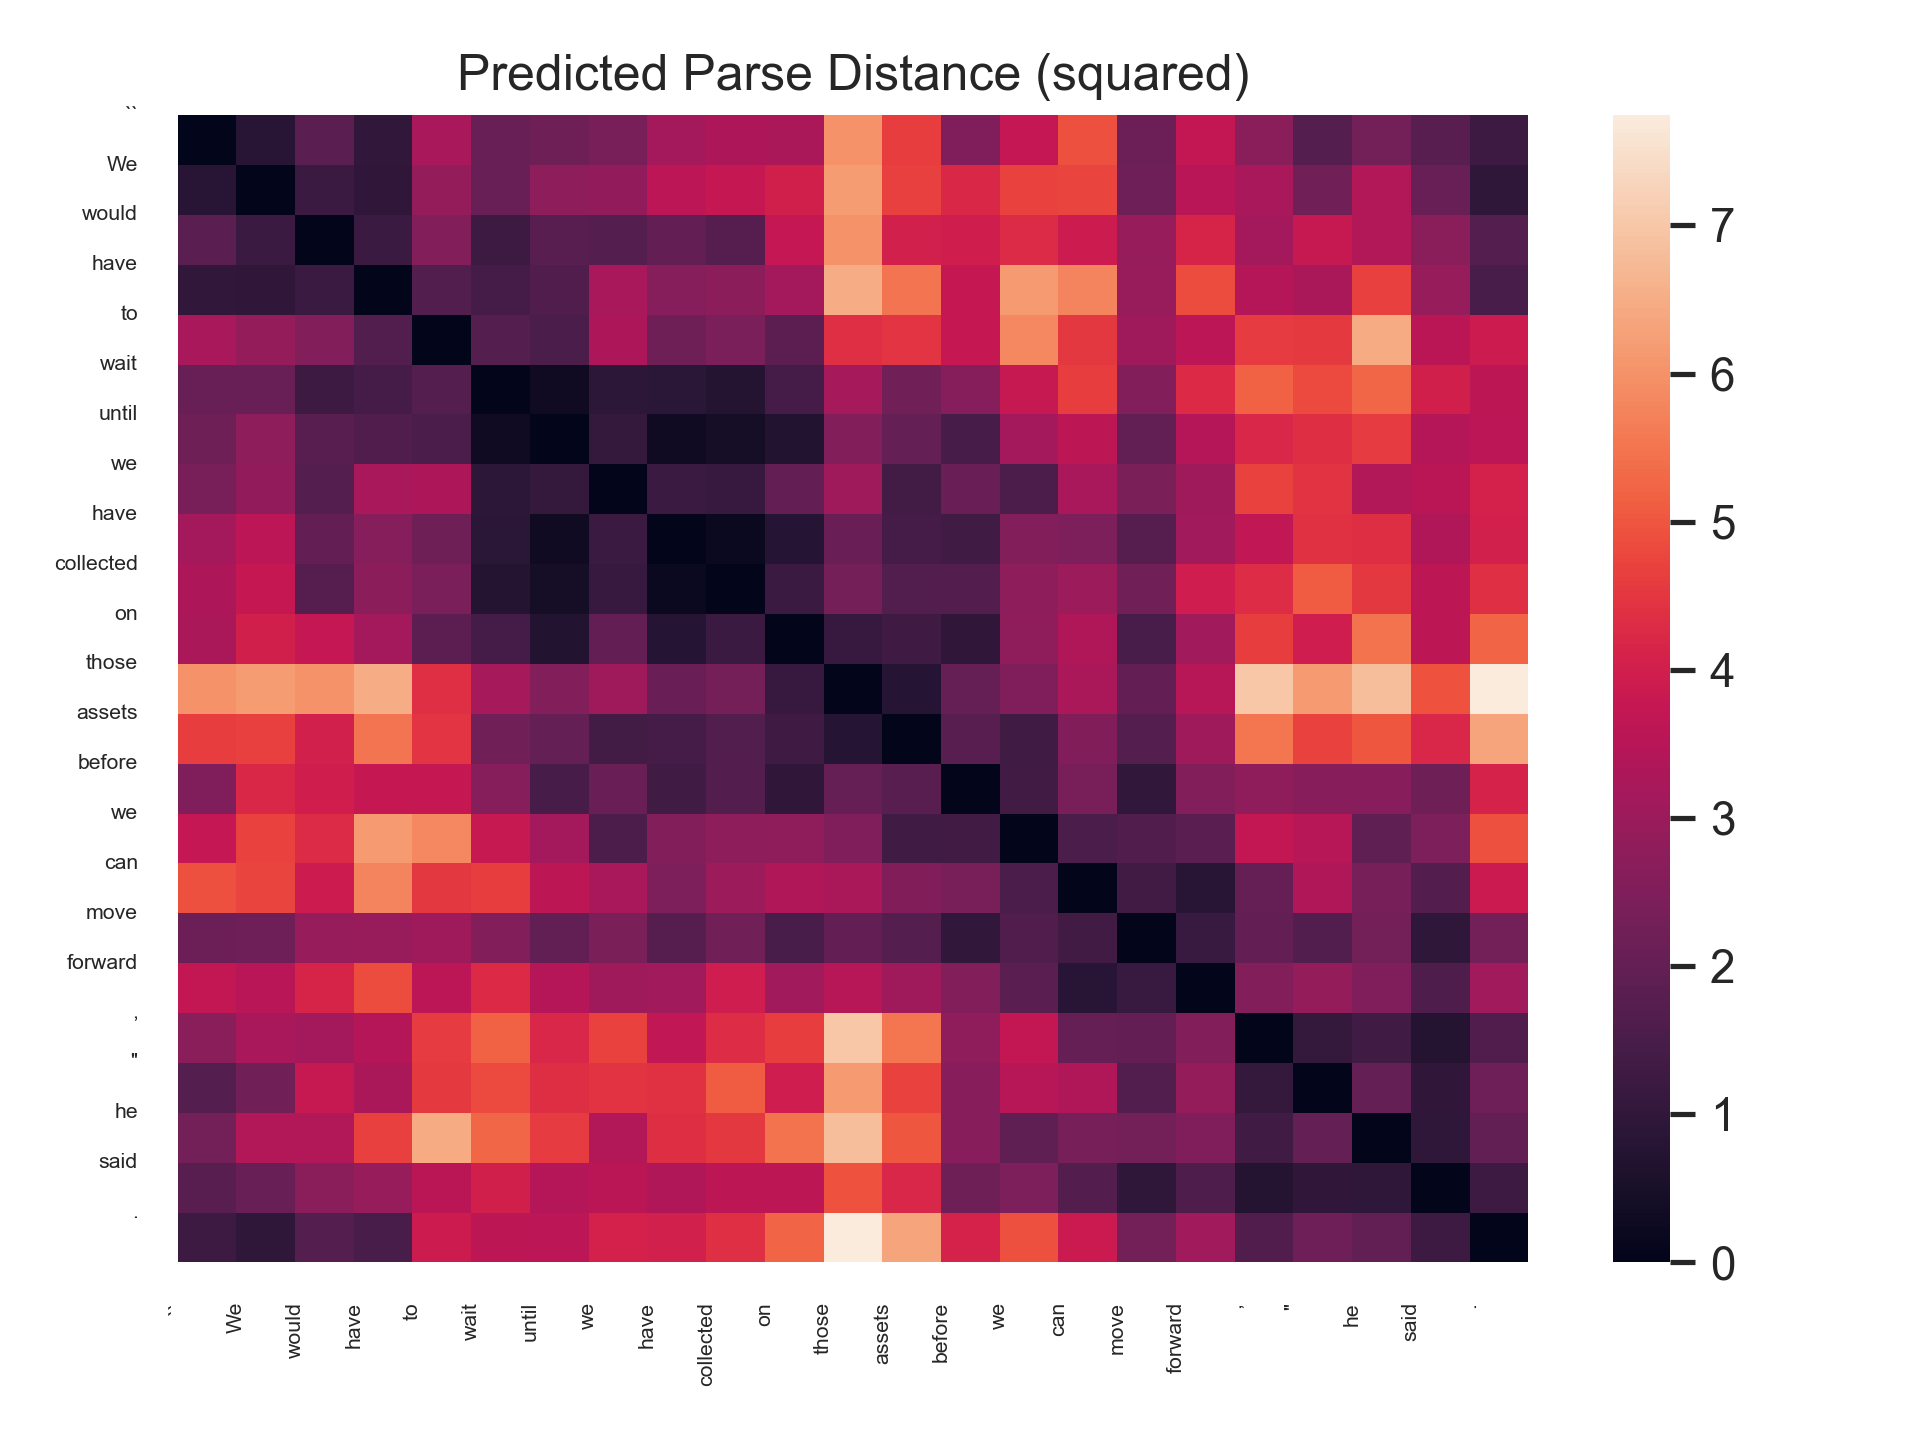 Predicted Parse Distance (squared)
``
We
would
have
to
wait
until
we
have
collected
on
those
assets
before
we
can
move
forward
,
"
he
said
.
7
6
5
4
3
2
1
0
``
We
would
have
to
wait
until
we
have
collected
on
those
assets
before
we
can
move
forward
,
"
he
said
.